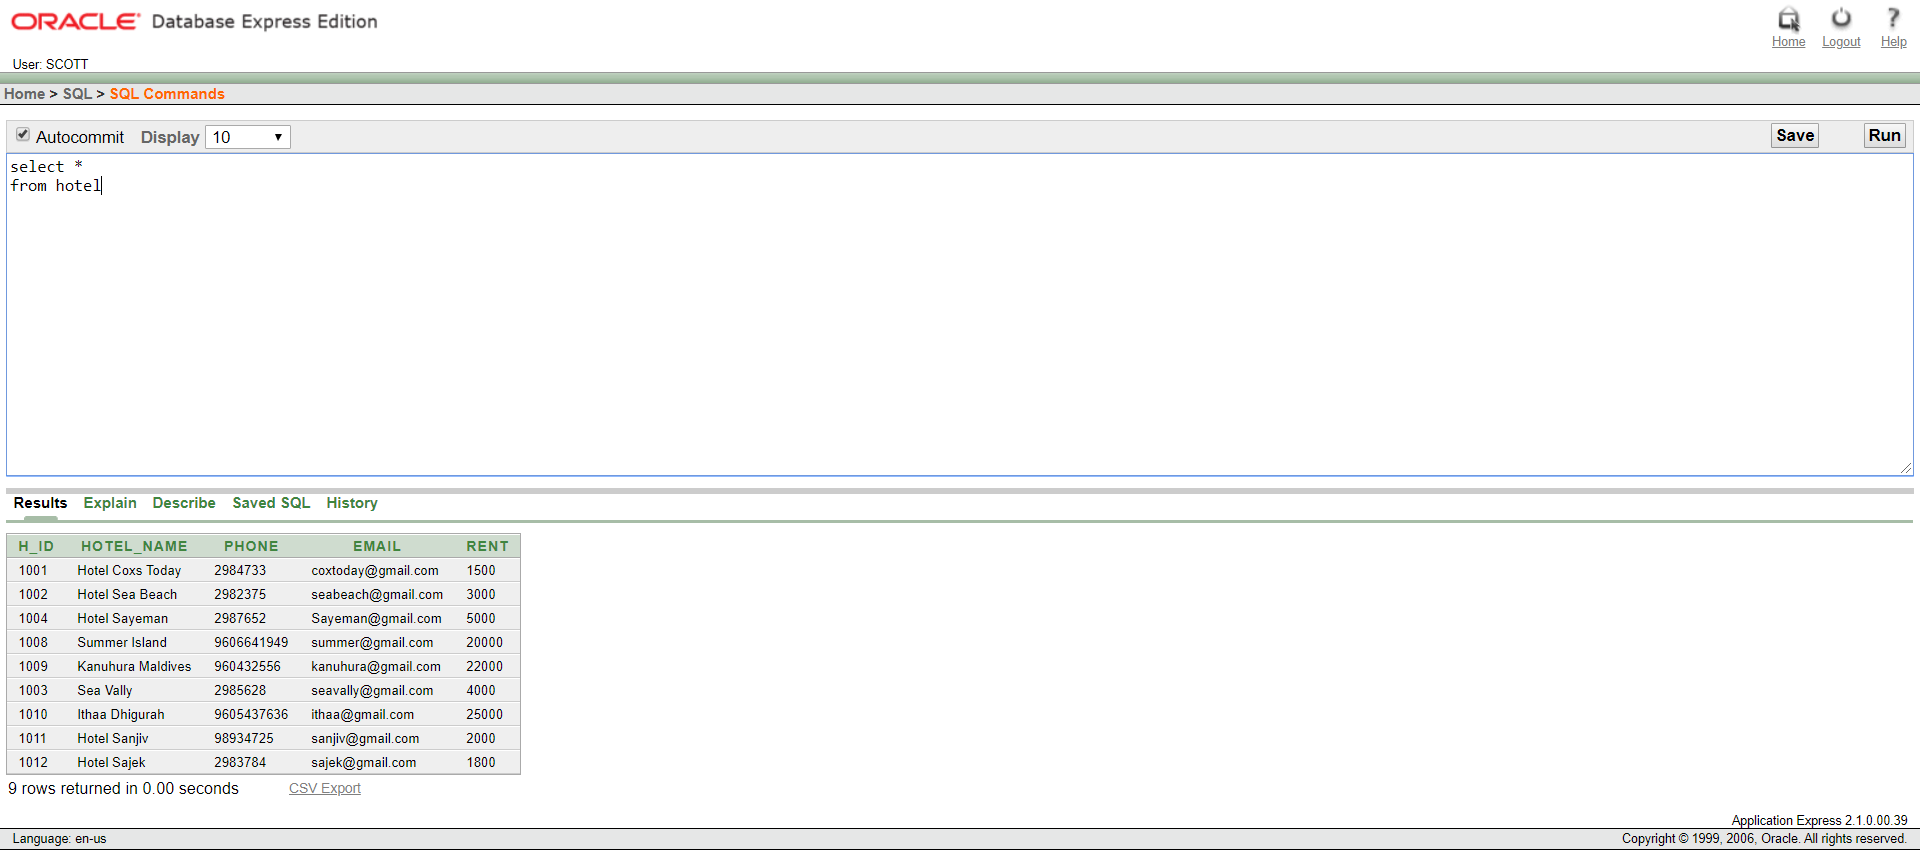 ORACLE Database Express Edition
Home Logout Help
User: SCOTT
Home > SQL > SQL Commands
Autocommit Display 10 Save Run
select *
from hotel
Results Explain Describe Saved SQL History
H_ID HOTEL_NAME PHONE EMAIL RENT
1001 Hotel Coxs Today 2984733 coxtoday@gmail.com 1500
1002 Hotel Sea Beach 2982375 seabeach@gmail.com 3000
1004 Hotel Sayeman 2987652 Sayeman@gmail.com 5000
1008 Summer Island 9606641949 summer@gmail.com 20000
1009 Kanuhura Maldives 960432556 kanuhura@gmail.com 22000
1003 Sea Vally 2985628 seavally@gmail.com 4000
1010 Ithaa Dhigurah 9605437636 ithaa@gmail.com 25000
1011 Hotel Sanjiv 98934725 sanjiv@gmail.com 2000
1012 Hotel Sajek 2983784 sajek@gmail.com 1800
9 rows returned in 0.00 seconds CSV Export
Application Express 2.1.0.00.39
Language: en-us Copyright © 1999, 2006, Oracle. All rights reserved.